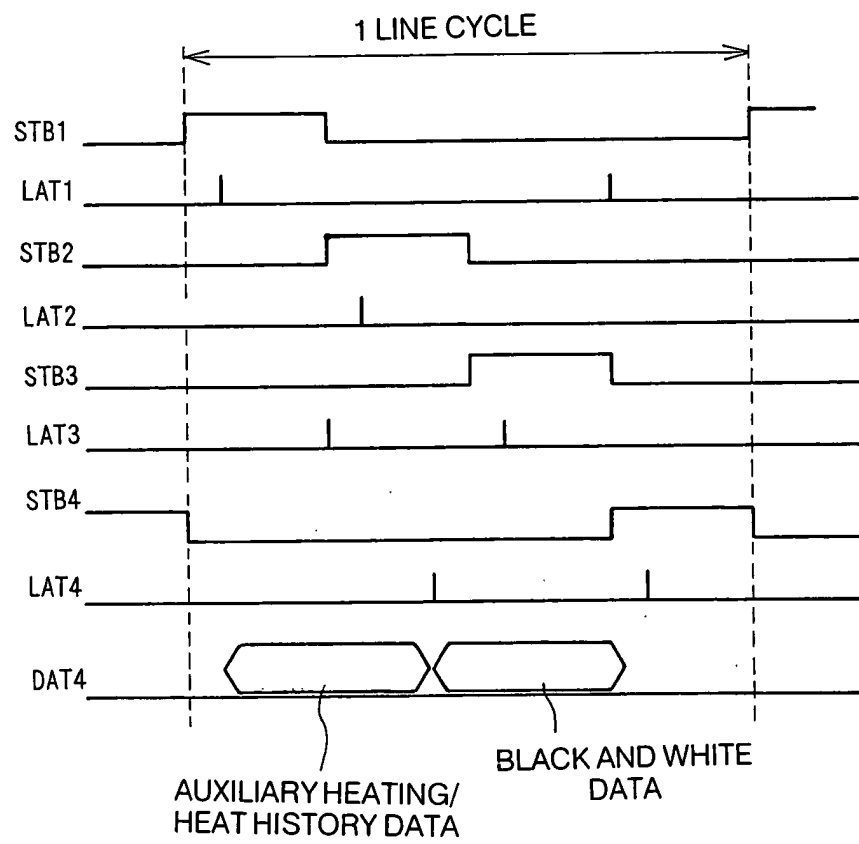 1 LINE CYCLE
STB1
LAT1
STB2
LAT2
STB3
LAT3
STB4
LAT4
DAT4
AUXILIARY HEATING/
HEAT HISTORY DATA
BLACK AND WHITE
DATA